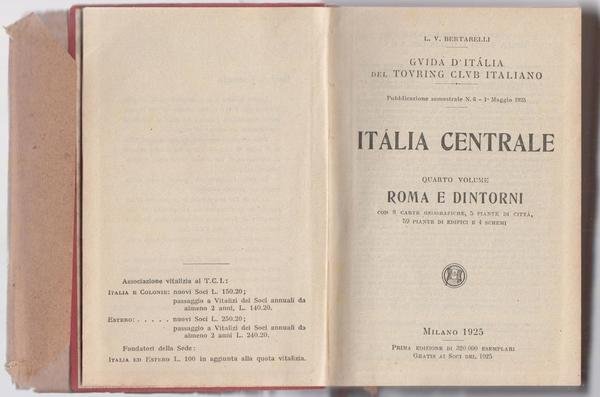 Associazione vitalizia al T. C. I.:
ITALIA E COLONIE: nuovi Soci L. 150.20;
passaggio a Vitalizi dei Soci annuali da
almeno 2 anni, L. 140.20.
ESTERO: . . . . . nuovi Soci L. 250.20;
passaggio a Vitalizi dei Soci annuali da
almeno 2 anni L. 240.20.
Fondatori della Sede:
ITALIA ED ESTERO L. 100 in aggiunta alla quota vitalizia.
L. V. BERTARELLI
GVIDA D'ITÁLIA
DEL TOVRING CLVB ITALIANO
Pubblicazione semestrale N. 6 - 1° Maggio 1925
ITÁLIA CENTRALE
QUARTO VOLUME
ROMA E DINTORNI
CON 8 CARTE GEOGRAFICHE, 5 PIANTE DI CITTÀ,
59 PIANTE DI EDIFICI E 4 SCHEMI
MILANO 1925
PRIMA EDIZIONE DI 320.000 ESEMPLARI
GRATIS AI SOCI DEL 1925